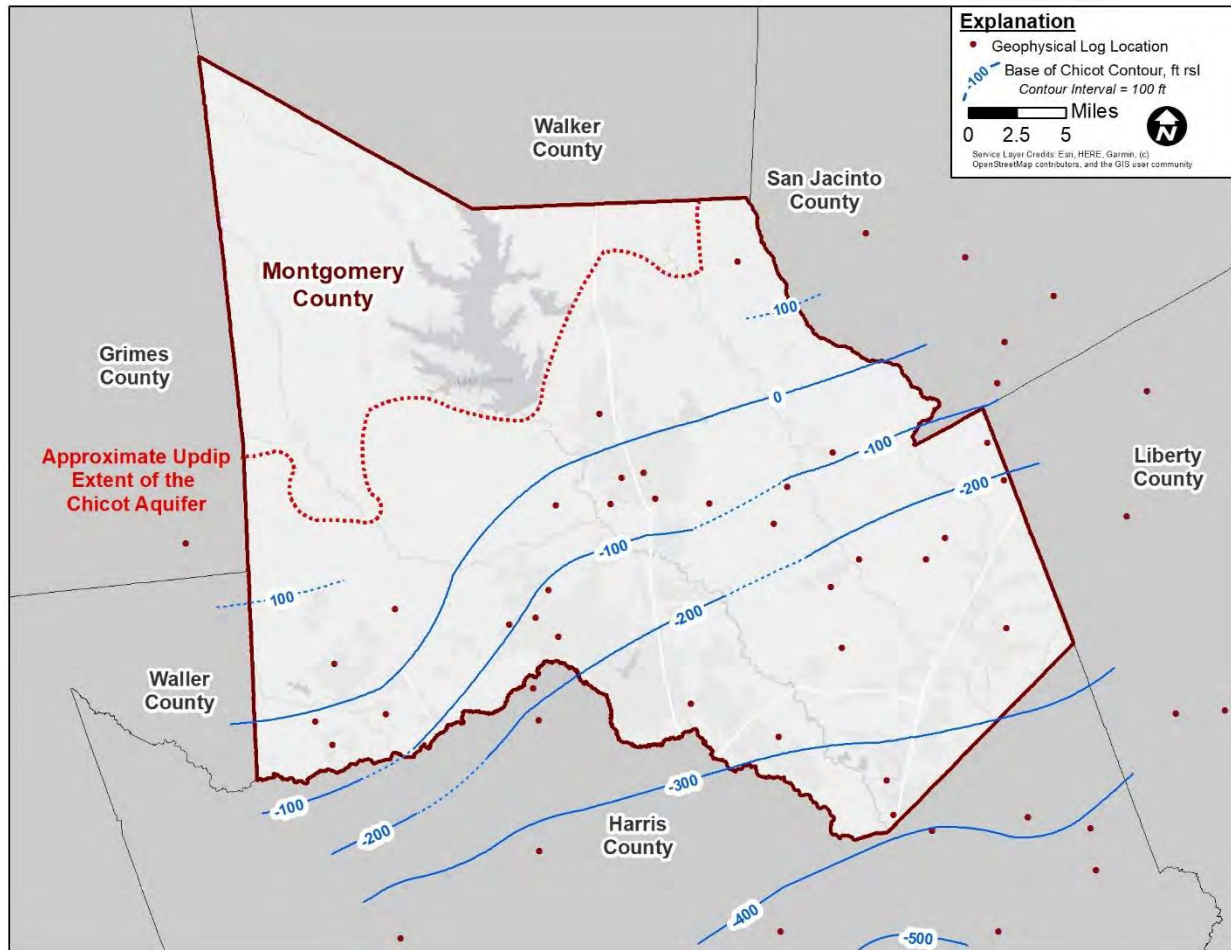 Explanation
Geophysical Log Location
-100
Base of Chicot Contour, ft rsl
Contour Interval = 100 ft
Miles
0 2.5 5
N
Service Layer Credits: Esri, HERE, Garmin, (c)
OpenStreetMap contributors, and the GIS user community
Walker
County
San Jacinto
County
Montgomery
County
100
Grimes
County
0
-100
Liberty
County
Approximate Updip
Extent of the
Chicot Aquifer
-200
-100
100
-200
Waller
County
-300
-100
-200
Harris
County
-400
-500